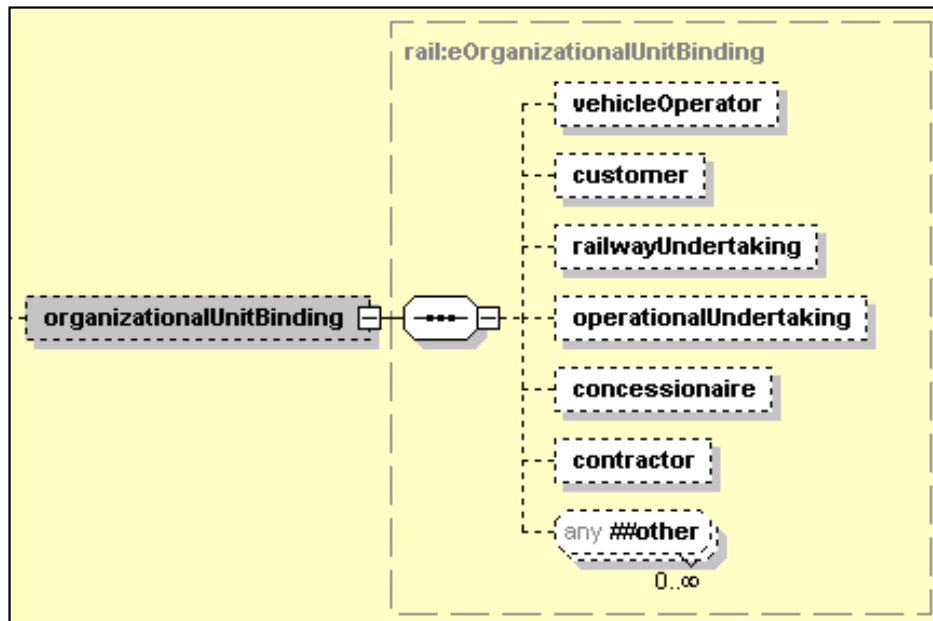 rail:eOrganizationalUnitBinding
vehicleOperator
customer
railwayUndertaking
organizationalUnitBinding
operationalUndertaking
concessionaire
contractor
any ##other
0..∞